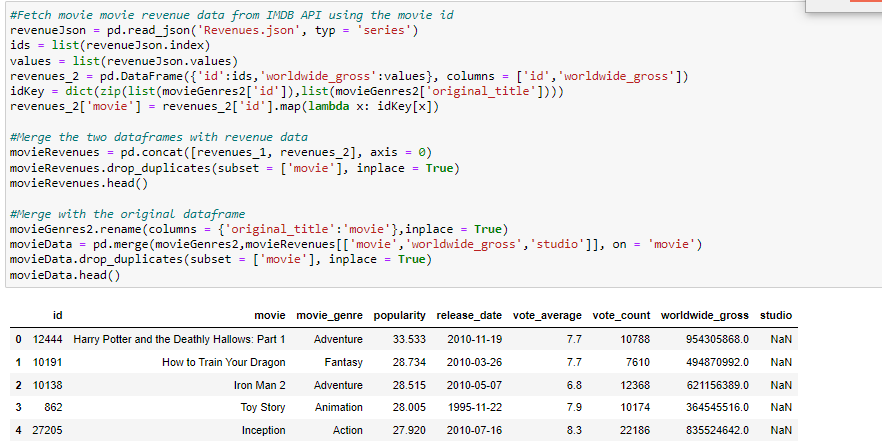 #Fetch movie movie revenue data from IMDB API using the movie id
revenueJson = pd.read_json('Revenues.json', typ = 'series')
ids = list(revenueJson.index)
values = list(revenueJson.values)
revenues_2 = pd.DataFrame({'id':ids,'worldwide_gross':values}, columns = ['id','worldwide_gross'])
idKey = dict(zip(list(movieGenres2['id']),list(movieGenres2['original_title'])))
revenues_2['movie'] = revenues_2['id'].map(lambda x: idKey[x])
#Merge the two dataframes with revenue data
movieRevenues = pd.concat([revenues_1, revenues_2], axis = 0)
movieRevenues.drop_duplicates(subset = ['movie'], inplace = True)
movieRevenues.head()
#Merge with the original dataframe
movieGenres2.rename(columns = {'original_title':'movie'},inplace = True)
movieData = pd.merge(movieGenres2,movieRevenues[['movie','worldwide_gross','studio']], on = 'movie')
movieData.drop_duplicates(subset = ['movie'], inplace = True)
movieData.head()
id movie movie_genre popularity release_date vote_average vote_count worldwide_gross studio
0 12444 Harry Potter and the Deathly Hallows: Part 1 Adventure 33.533 2010-11-19 7.7 10788 954305868.0 NaN
1 10191 How to Train Your Dragon Fantasy 28.734 2010-03-26 7.7 7610 494870992.0 NaN
2 10138 Iron Man 2 Adventure 28.515 2010-05-07 6.8 12368 621156389.0 NaN
3 862 Toy Story Animation 28.005 1995-11-22 7.9 10174 364545516.0 NaN
4 27205 Inception Action 27.920 2010-07-16 8.3 22186 835524642.0 NaN